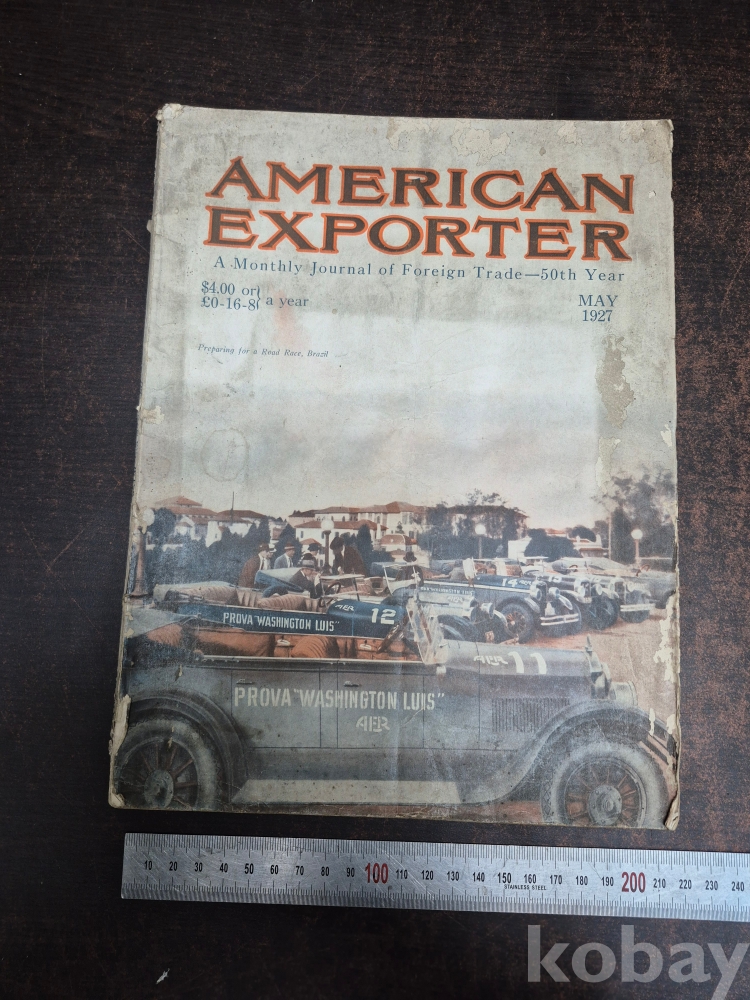 AMERICAN
EXPORTER
A Monthly Journal of Foreign Trade—50th Year
$4.00 or
£0-16-8 } a year
MAY
1927
Preparing for a Road Race, Brazil
14
AER 12
PROVA "WASHINGTON LUIS"
AER 11
PROVA "WASHINGTON LUIS"
AER
10 20 30 40 50 60 70 80 90 100 110 120 130 140 150 160 170 180 190 200 210 220 230 240
STAINLESS STEEL
kobay